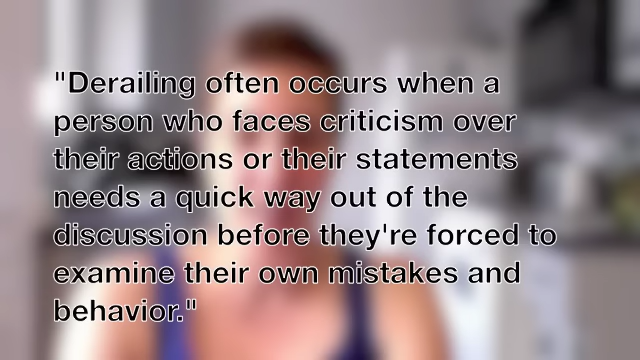 "Derailing often occurs when a
person who faces criticism over
their actions or their statements
needs a quick way out of the
discussion before they're forced to
examine their own mistakes and
behavior."